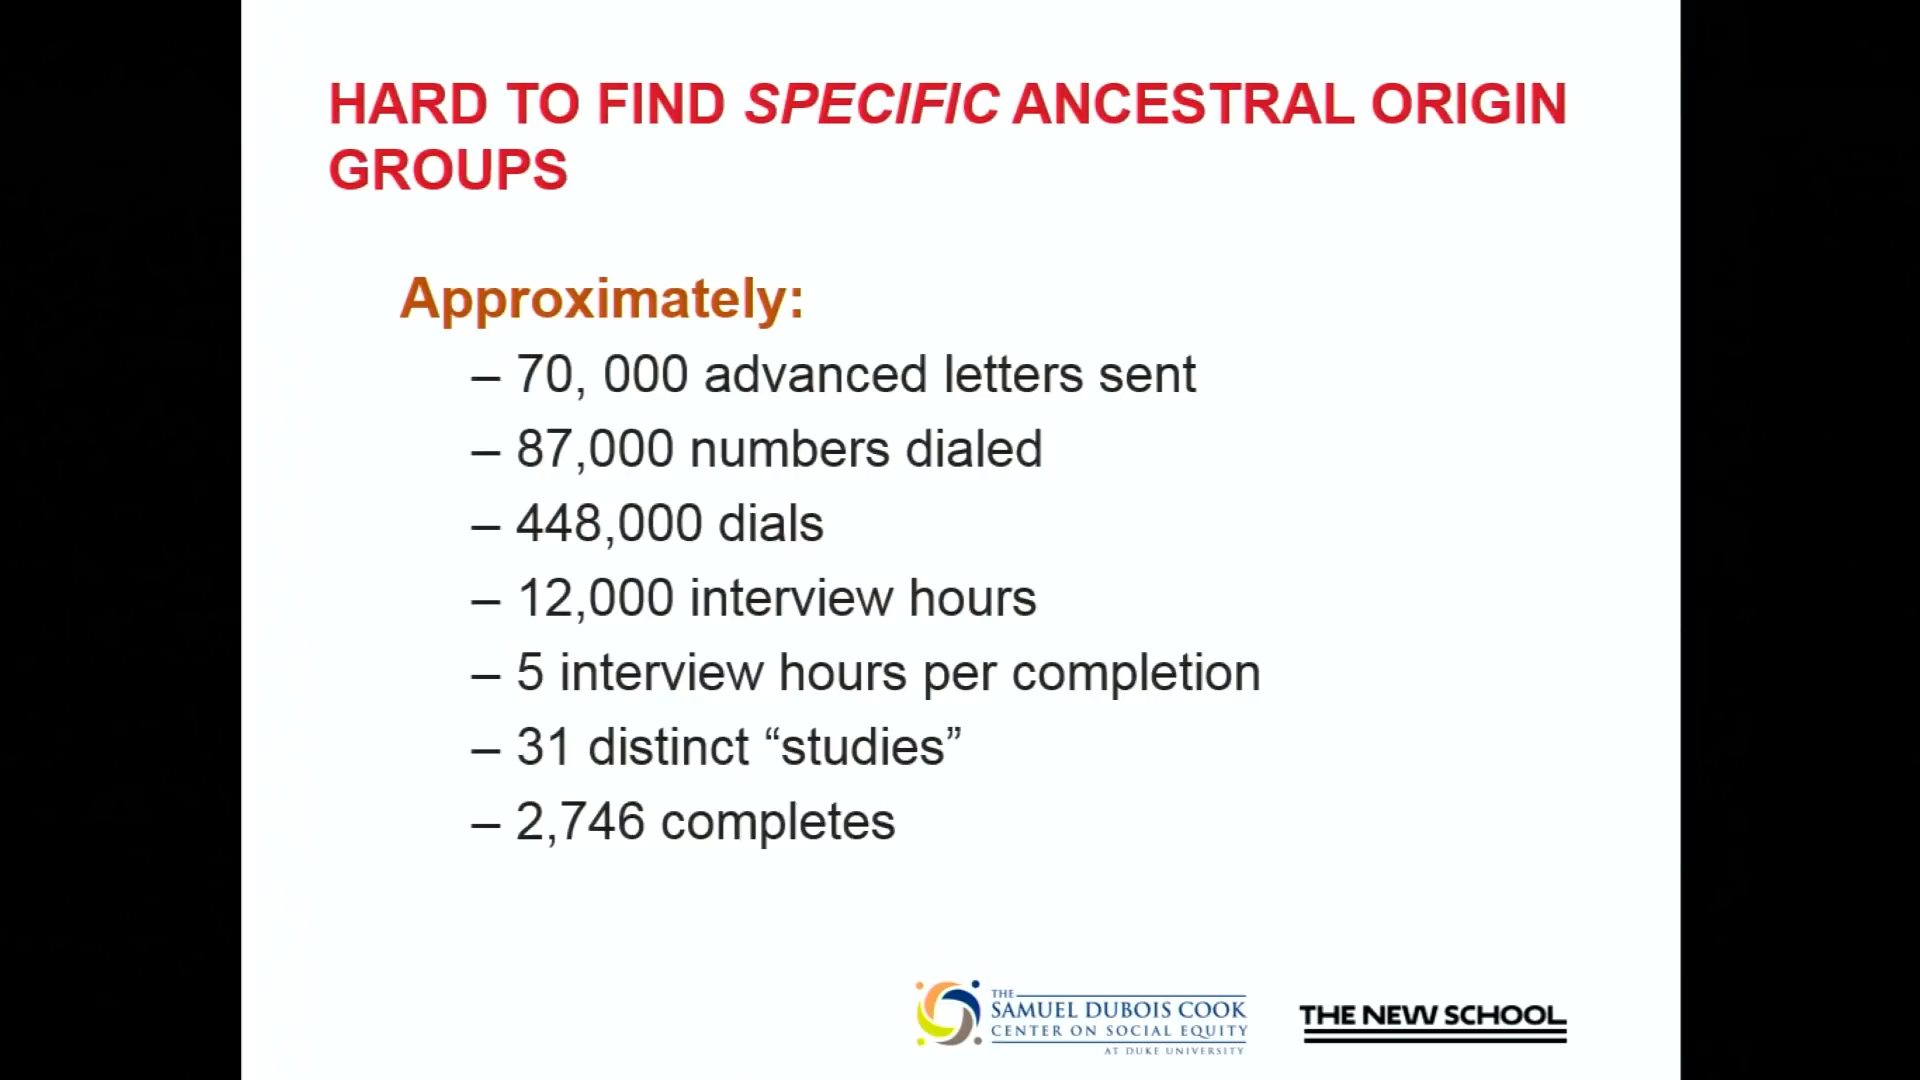 HARD TO FIND SPECIFIC ANCESTRAL ORIGIN
GROUPS
Approximately:
– 70, 000 advanced letters sent
– 87,000 numbers dialed
– 448,000 dials
– 12,000 interview hours
– 5 interview hours per completion
– 31 distinct “studies”
– 2,746 completes
THE
SAMUEL DUBOIS COOK
CENTER ON SOCIAL EQUITY
AT DUKE UNIVERSITY
THE NEW SCHOOL